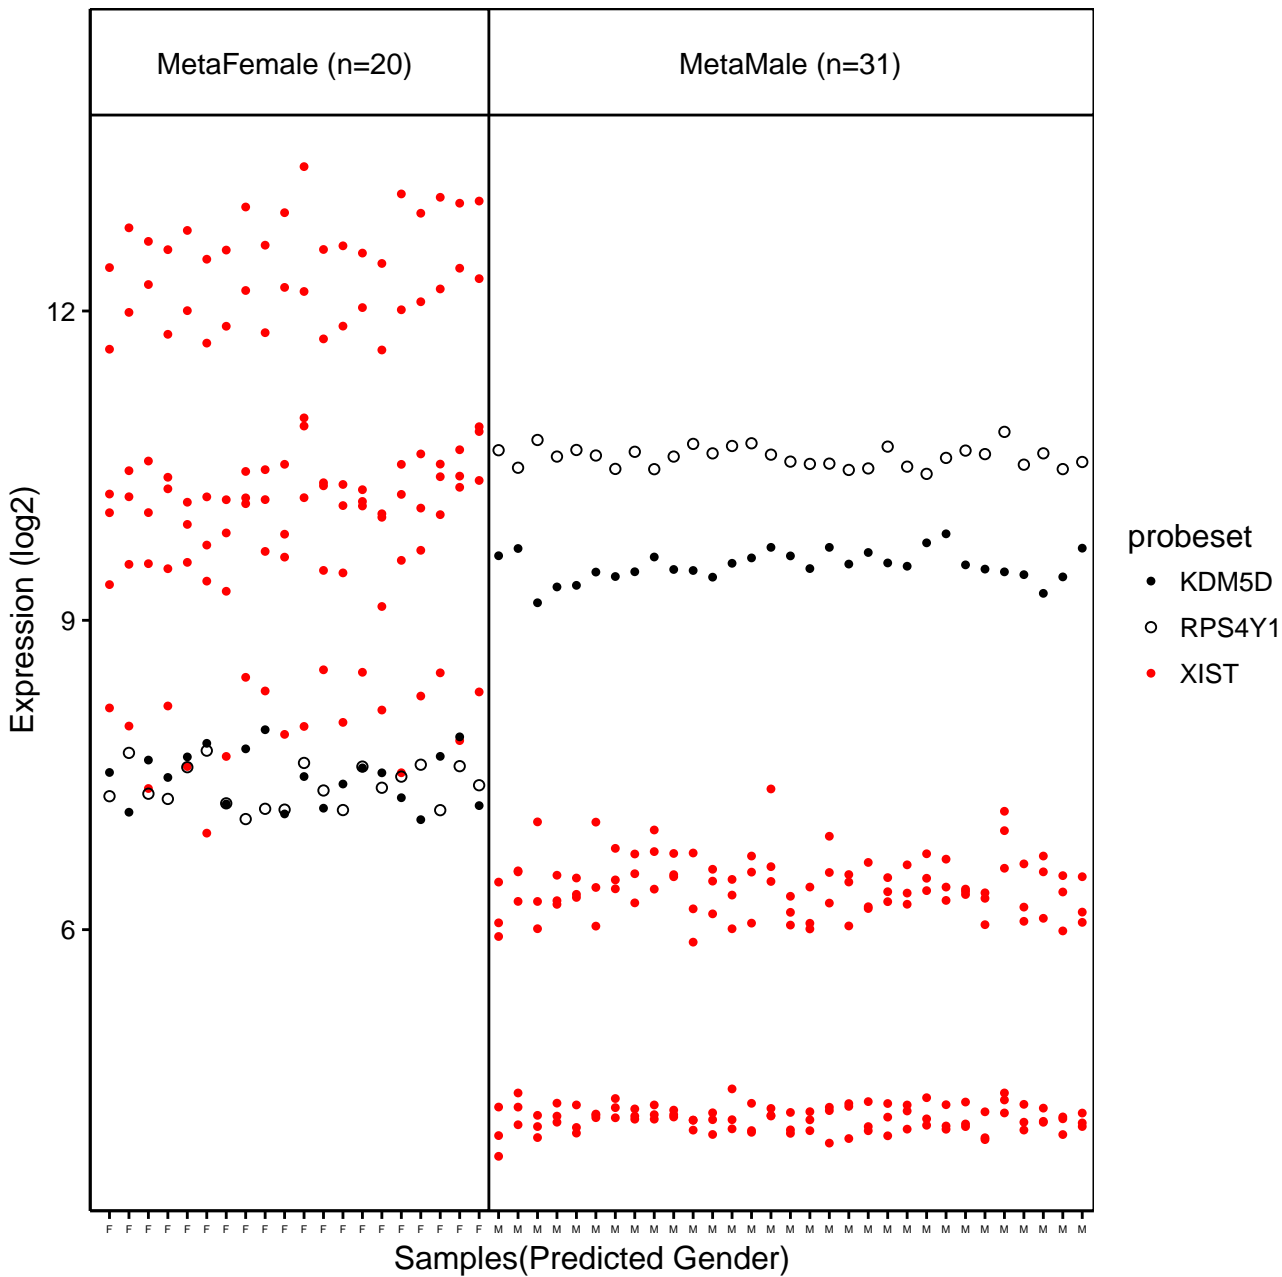 MetaFemale (n=20)
MetaMale (n=31)
12
9
6
Expression (log2)
F F F F F F F F F F F F F F F F F F F F M M M M M M M M M M M M M M M M M M M M M M M M M M M M M M M
Samples(Predicted Gender)
probeset
KDM5D
RPS4Y1
XIST